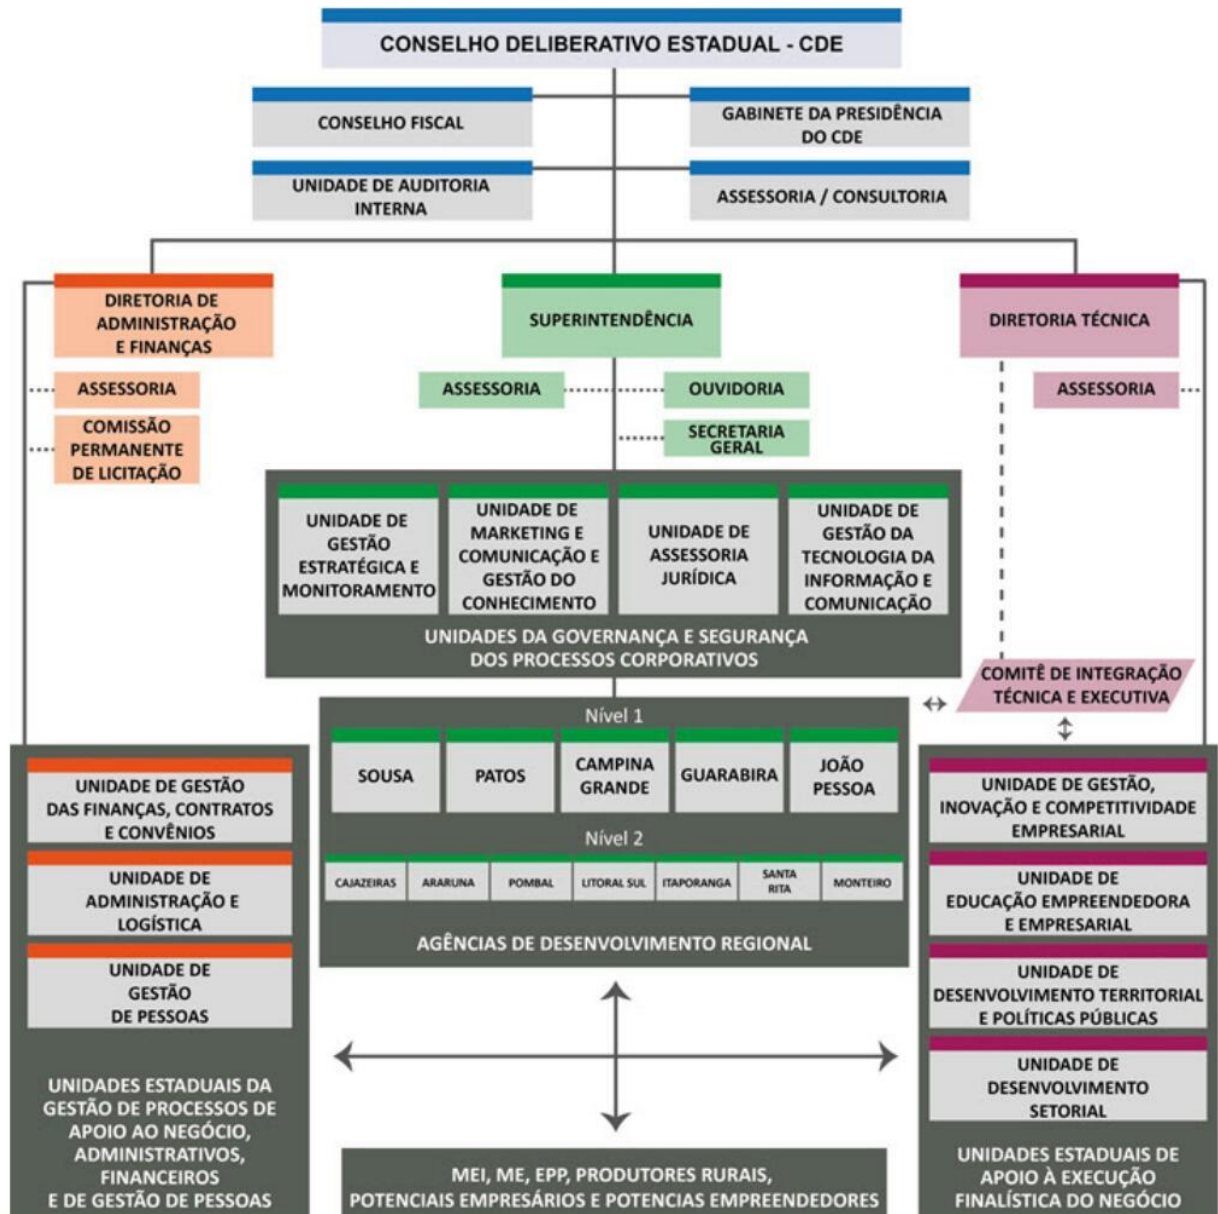 CONSELHO DELIBERATIVO ESTADUAL - CDE
CONSELHO FISCAL
GABINETE DA PRESIDÊNCIA
DO CDE
UNIDADE DE AUDITORIA
INTERNA
ASSESSORIA / CONSULTORIA
DIRETORIA DE
ADMINISTRAÇÃO
E FINANÇAS
SUPERINTENDÊNCIA
DIRETORIA TÉCNICA
ASSESSORIA
COMISSÃO
PERMANENTE
DE LICITAÇÃO
ASSESSORIA
OUVIDORIA
SECRETARIA
GERAL
ASSESSORIA
UNIDADE DE
GESTÃO
ESTRATÉGICA E
MONITORAMENTO
UNIDADE DE
MARKETING E
COMUNICAÇÃO E
GESTÃO DO
CONHECIMENTO
UNIDADE DE
ASSESSORIA
JURÍDICA
UNIDADE DE
GESTÃO DA
TECNOLOGIA DA
INFORMAÇÃO E
COMUNICAÇÃO
UNIDADES DA GOVERNANÇA E SEGURANÇA
DOS PROCESSOS CORPORATIVOS
COMITÊ DE INTEGRAÇÃO
TÉCNICA E EXECUTIVA
Nível 1
SOUSA
PATOS
CAMPINA
GRANDE
GUARABIRA
JOÃO
PESSOA
Nível 2
CAJAZEIRAS
ARARUNA
POMBAL
LITORAL SUL
ITAPORANGA
SANTA
RITA
MONTEIRO
AGÊNCIAS DE DESENVOLVIMENTO REGIONAL
UNIDADE DE GESTÃO
DAS FINANÇAS, CONTRATOS
E CONVÊNIOS
UNIDADE DE
ADMINISTRAÇÃO E
LOGÍSTICA
UNIDADE DE
GESTÃO
DE PESSOAS
UNIDADES ESTADUAIS DA
GESTÃO DE PROCESSOS DE
APOIO AO NEGÓCIO,
ADMINISTRATIVOS,
FINANCEIROS
E DE GESTÃO DE PESSOAS
UNIDADE DE GESTÃO,
INOVAÇÃO E COMPETITIVIDADE
EMPRESARIAL
UNIDADE DE
EDUCAÇÃO EMPREENDEDORA
E EMPRESARIAL
UNIDADE DE
DESENVOLVIMENTO TERRITORIAL
E POLÍTICAS PÚBLICAS
UNIDADE DE
DESENVOLVIMENTO
SETORIAL
UNIDADES ESTADUAIS DE
APOIO À EXECUÇÃO
FINALÍSTICA DO NEGÓCIO
MEI, ME, EPP, PRODUTORES RURAIS,
POTENCIAIS EMPRESÁRIOS E POTENCIAS EMPREENDEDORES